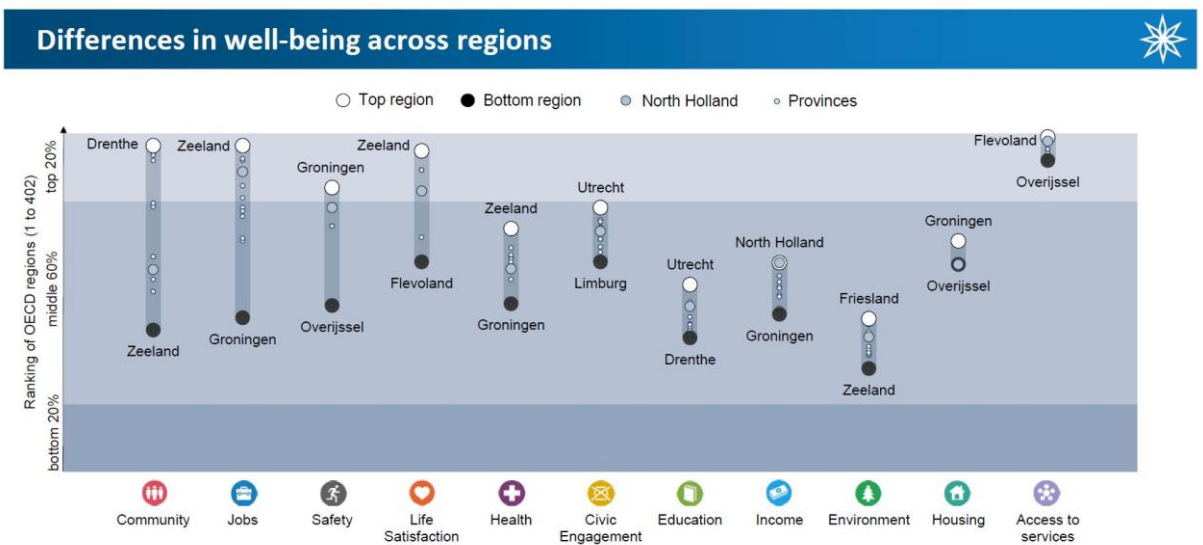 Differences in well-being across regions
Top region
Bottom region
North Holland
Provinces
Ranking of OECD regions (1 to 402)
top 20%
middle 60%
bottom 20%
Drenthe
Zeeland
Zeeland
Groningen
Groningen
Overijssel
Zeeland
Flevoland
Zeeland
Groningen
Utrecht
Limburg
Utrecht
Drenthe
North Holland
Groningen
Friesland
Zeeland
Groningen
Overijssel
Flevoland
Overijssel
Community
Jobs
Safety
Life
Satisfaction
Health
Civic
Engagement
Education
Income
Environment
Housing
Access to
services